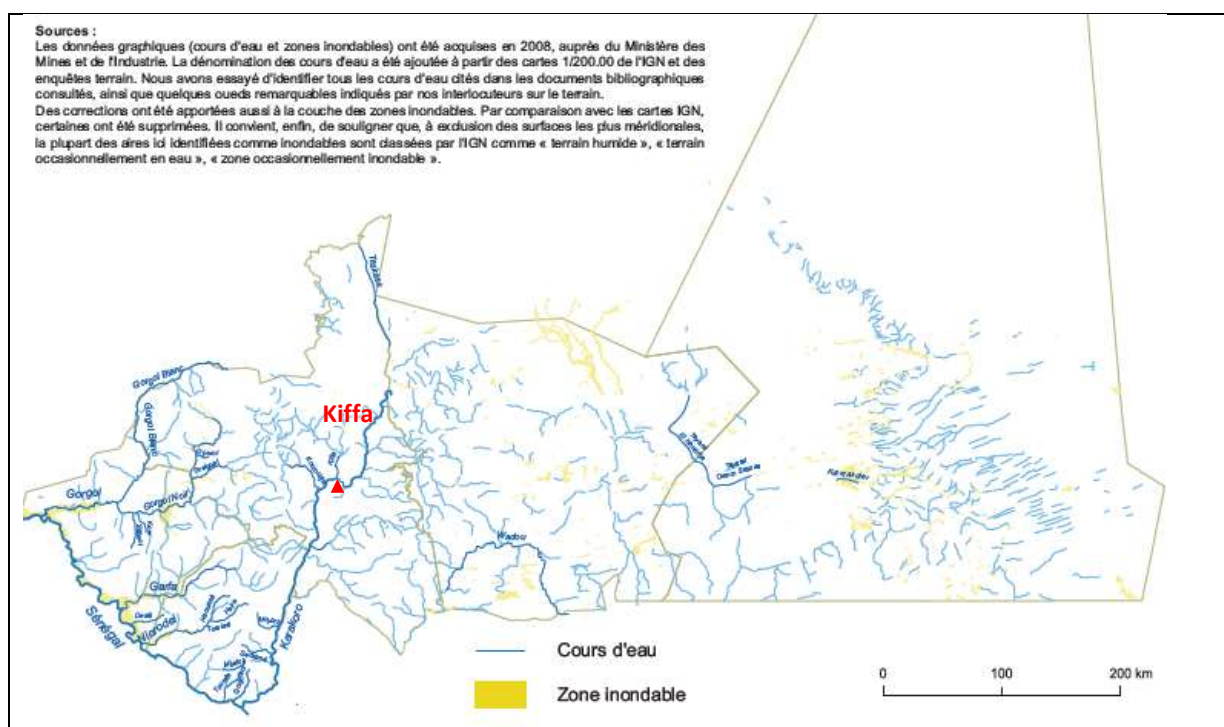 Sources :
Les données graphiques (cours d'eau et zones inondables) ont été acquises en 2008, auprès du Ministère des
Mines et de l'Industrie. La dénomination des cours d'eau a été ajoutée à partir des cartes 1/200.00 de l'IGN et des
enquêtes terrain. Nous avons essayé d'identifier tous les cours d'eau cités dans les documents bibliographiques
consultés, ainsi que quelques oueds remarquables indiqués par nos interlocuteurs sur le terrain.
Des corrections ont été apportées aussi à la couche des zones inondables. Par comparaison avec les cartes IGN,
certaines ont été supprimées. Il convient, enfin, de souligner que, à exclusion des surfaces les plus méridionales,
la plupart des aires ici identifiées comme inondables sont classées par l'IGN comme « terrain humide », « terrain
occasionnellement en eau », « zone occasionnellement inondable ».
Gorgol Blanc
Gorgol Blanc
Kiffa
Gorgol
Gorgol Noir
Garfa
Niorodel
Sénégal
Karakoro
Wadou
Cours d'eau
Zone inondable
0
100
200 km